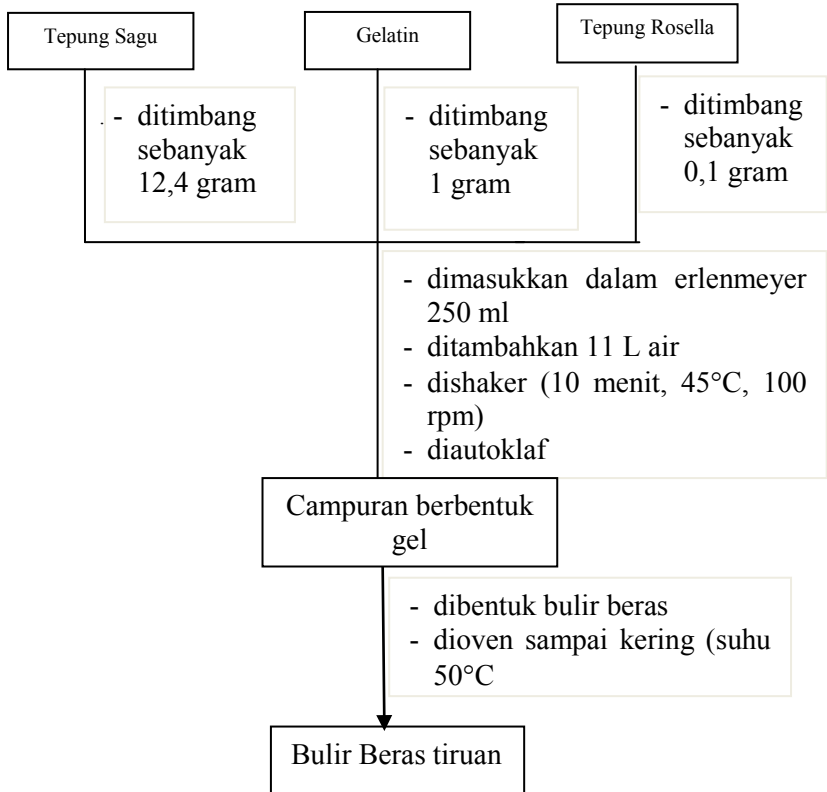 Tepung Sagu
Gelatin
Tepung Rosella
- ditimbang
sebanyak
12,4 gram
- ditimbang
sebanyak
1 gram
- ditimbang
sebanyak
0,1 gram
- dimasukkan dalam erlenmeyer
250 ml
- ditambahkan 11 L air
- dishaker (10 menit, 45°C, 100
rpm)
- diautoklaf
Campuran berbentuk
gel
- dibentuk bulir beras
- dioven sampai kering (suhu
50°C
Bulir Beras tiruan